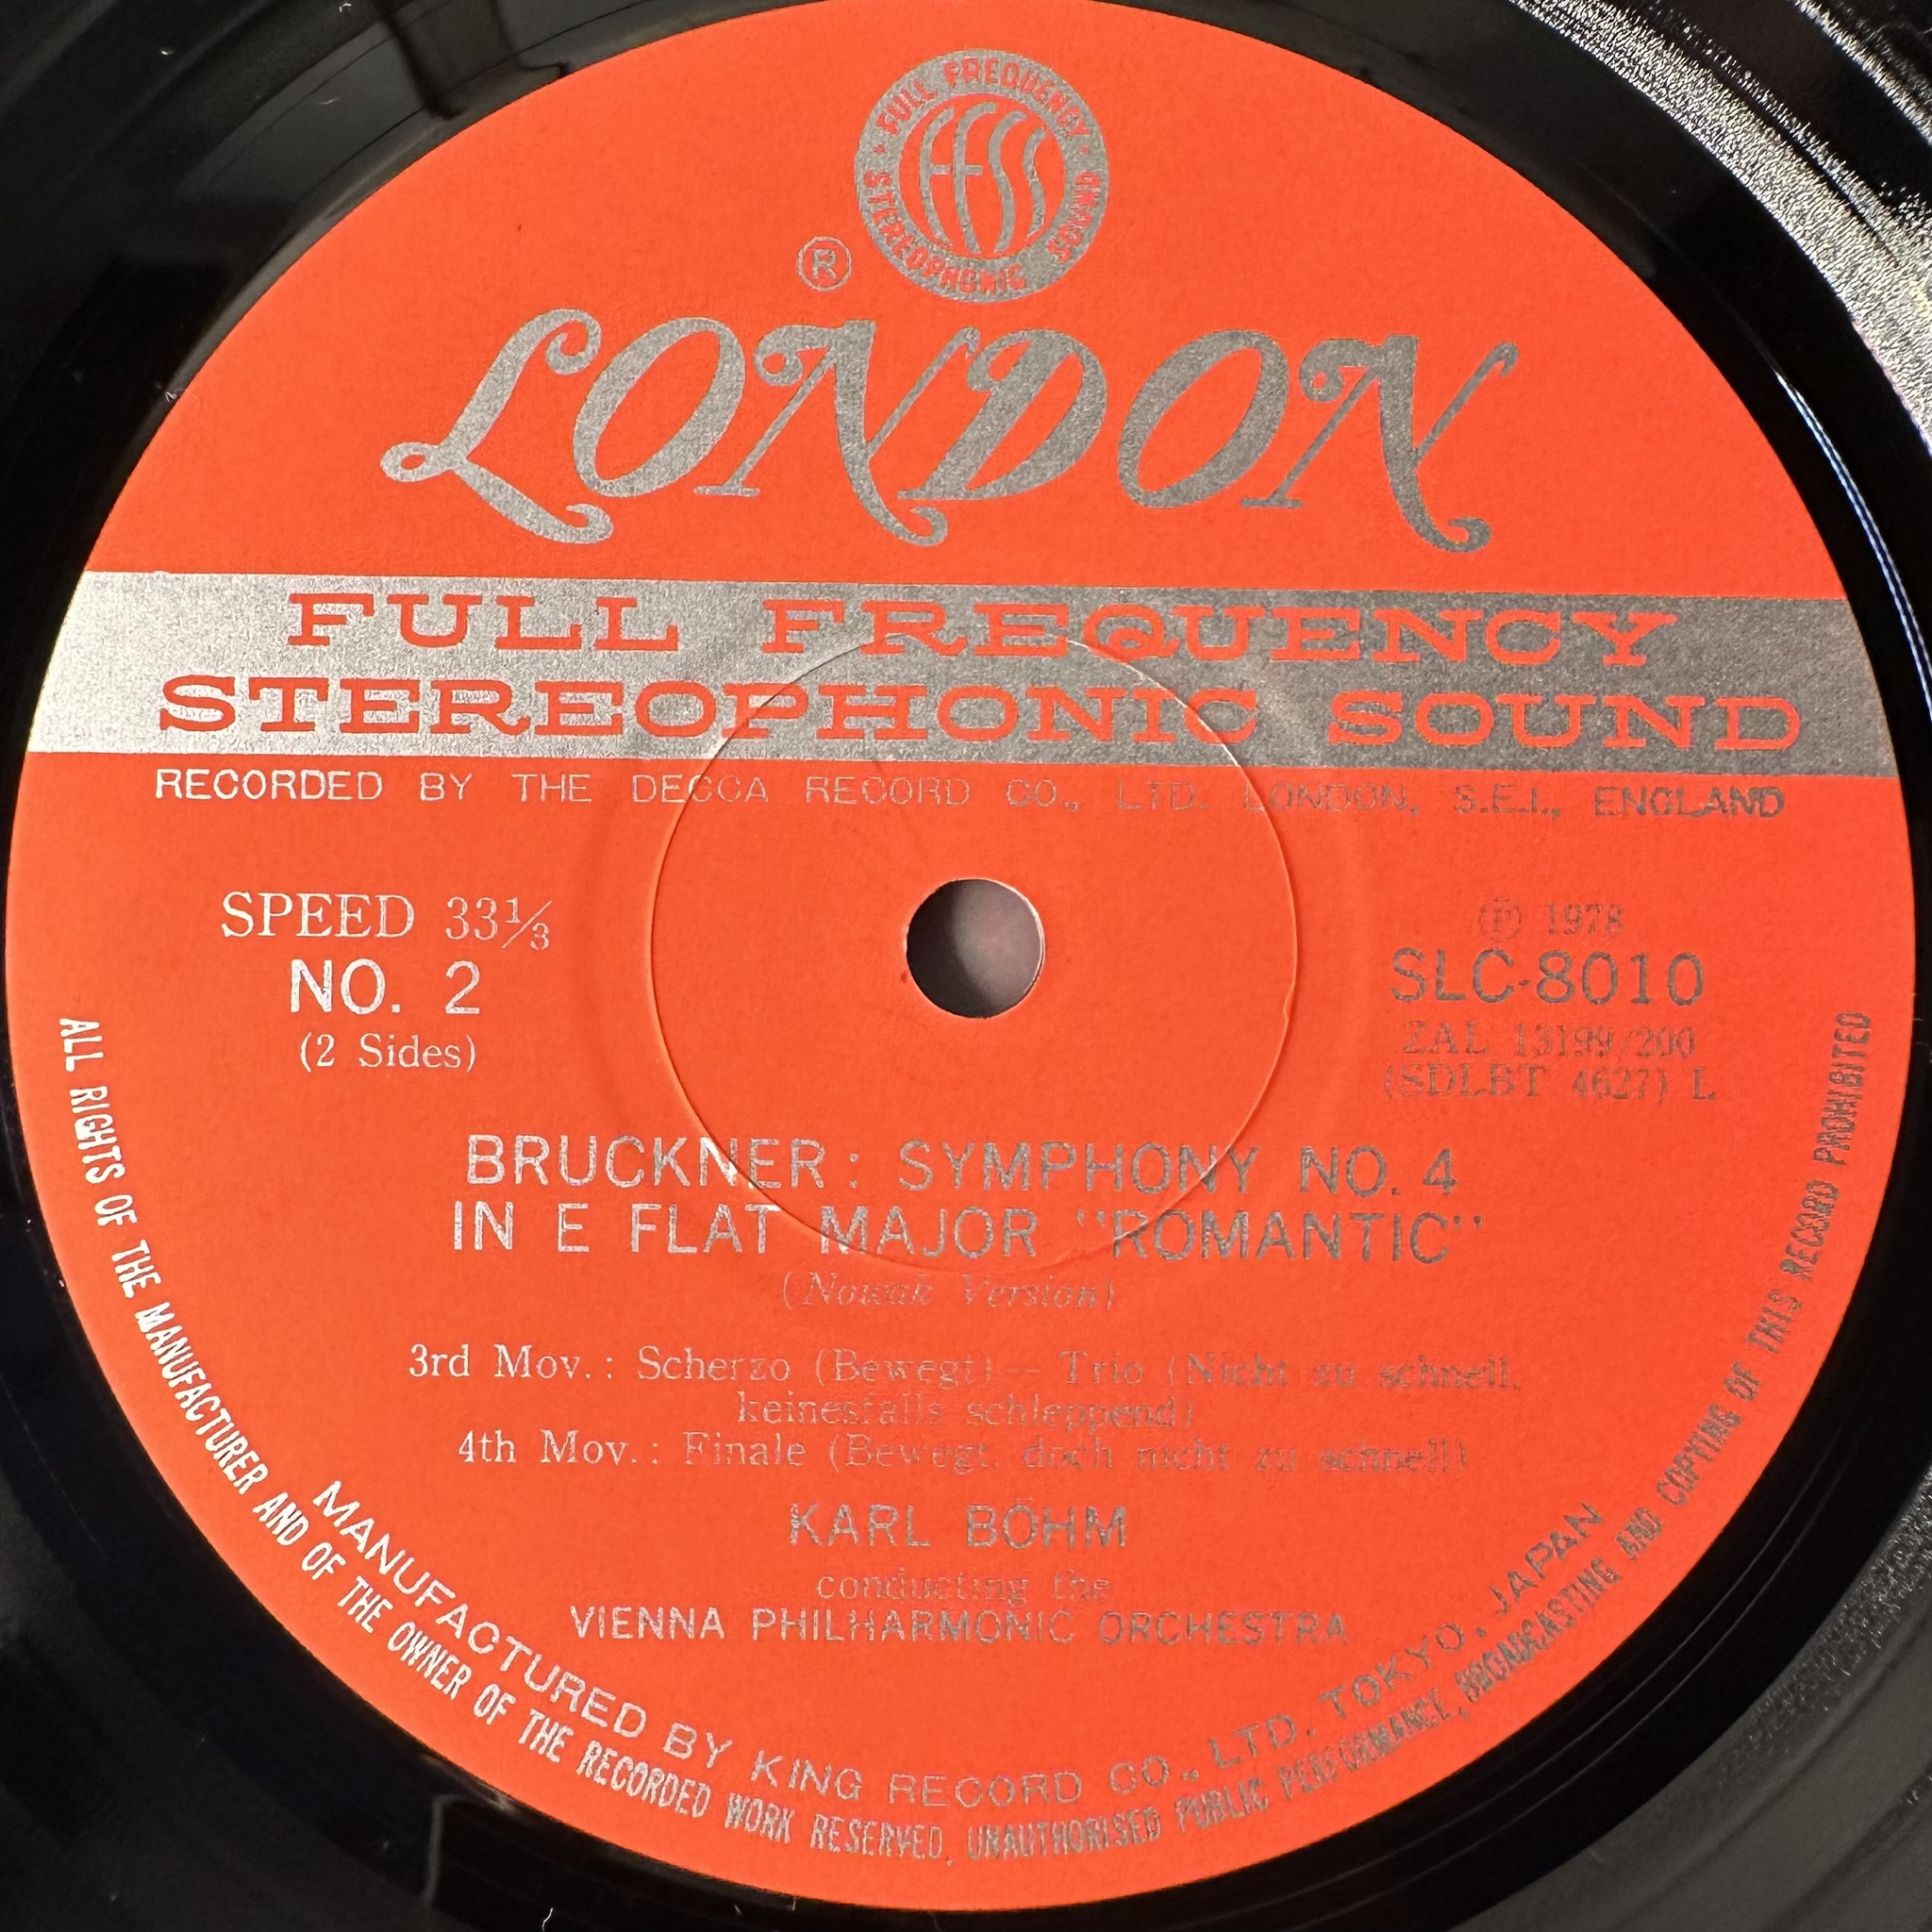 FULL FREQUENCY RANGE STEREOPHONIC
FFSS
®
LONDON
FULL FREQUENCY
STEREOPHONIC SOUND
RECORDED BY THE DECCA RECORD CO., LTD. LONDON, S.E.I., ENGLAND
SPEED 33⅓
NO. 2
(2 Sides)
Ⓟ 1978
SLC-8010
ZAL 13199/200
(SDLBT 4627) L
BRUCKNER: SYMPHONY NO. 4
IN E FLAT MAJOR "ROMANTIC"
(Nowak Version)
3rd Mov.: Scherzo (Bewegt) — Trio (Nicht zu schnell,
keinesfalls schleppend)
4th Mov.: Finale (Bewegt, doch nicht zu schnell)
KARL BÖHM
conducting the
VIENNA PHILHARMONIC ORCHESTRA
MANUFACTURED BY KING RECORD CO., LTD. TOKYO, JAPAN
ALL RIGHTS OF THE MANUFACTURER AND OF THE OWNER OF THE RECORDED WORK RESERVED. UNAUTHORISED PUBLIC PERFORMANCE, BROADCASTING AND COPYING OF THIS RECORD PROHIBITED